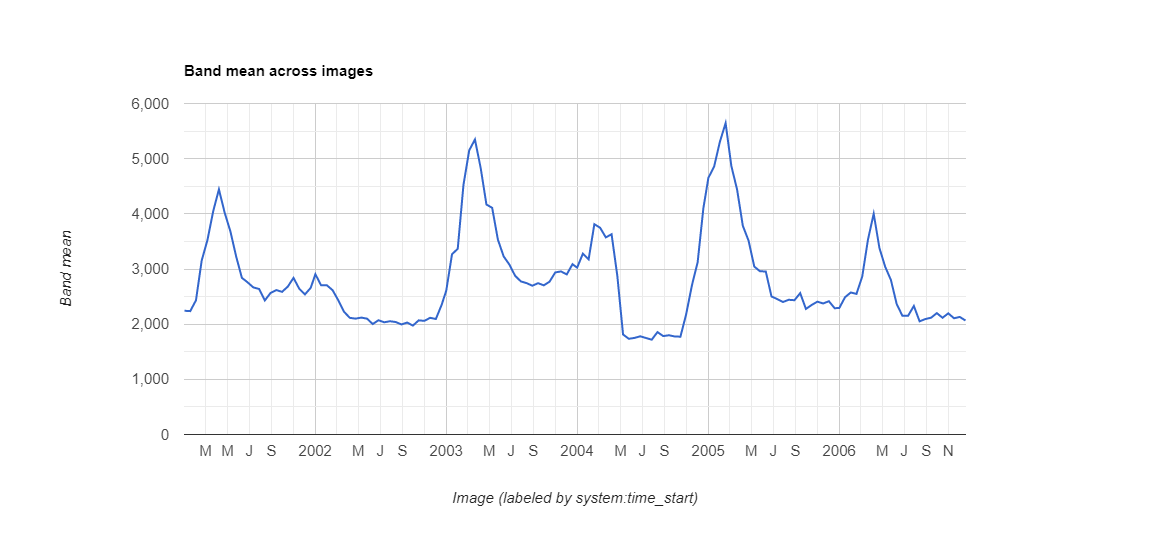 Band mean across images
6,000
5,000
4,000
3,000
2,000
1,000
0
Band mean
M M J S 2002 M J S 2003 M J S 2004 M J S 2005 M J S 2006 M J S N
Image (labeled by system:time_start)